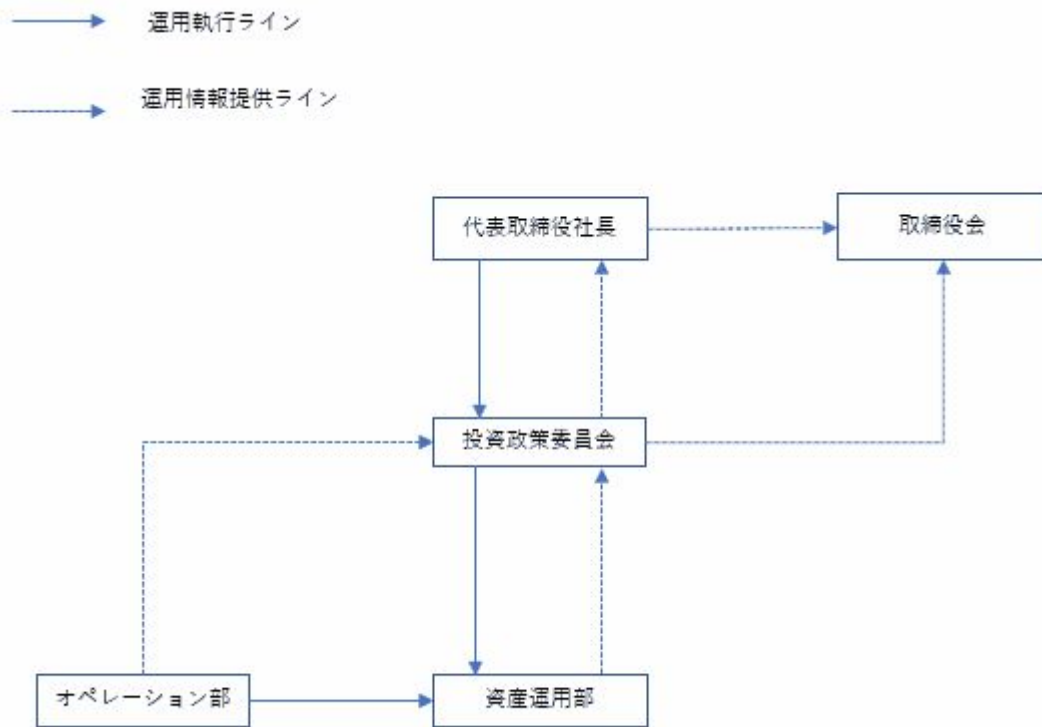 運用執行ライン
運用情報提供ライン
代表取締役社長
取締役会
投資政策委員会
オペレーション部
資産運用部